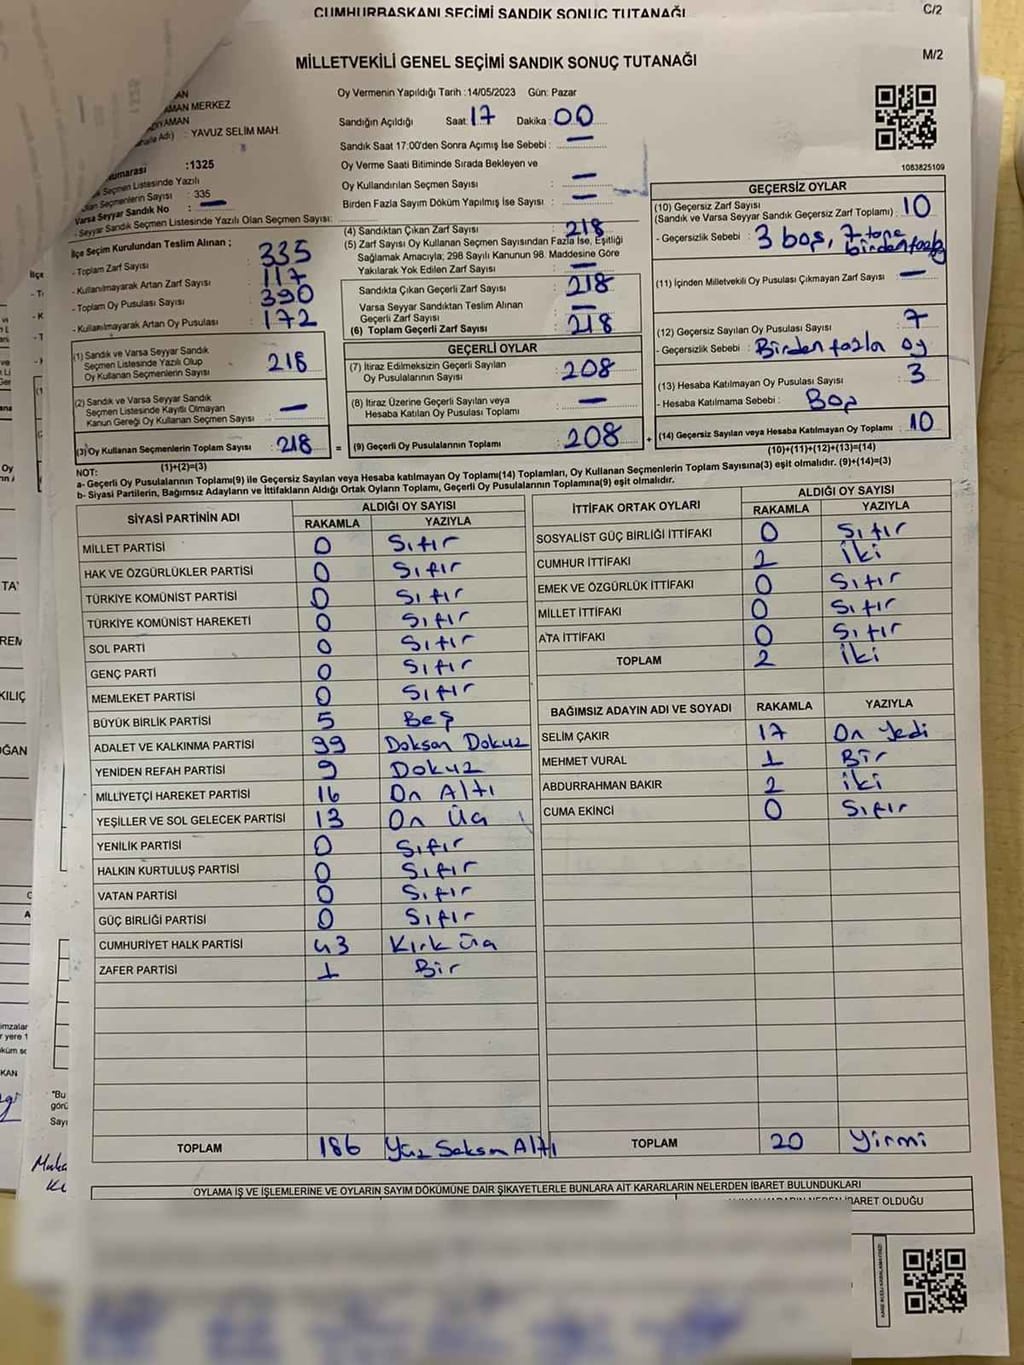 CUMHURBAŞKANI SEÇİMİ SANDIK SONUÇ TUTANAĞI
C/2
MİLLETVEKİLİ GENEL SEÇİMİ SANDIK SONUÇ TUTANAĞI
M/2
Oy Vermenin Yapıldığı Tarih :14/05/2023 Gün: Pazar
MERKEZ
: YAVUZ SELİM MAH.
:1325
Seçmen Listesinde Yazılı
Seçmenlerin Sayısı : 335
Varsa Seyyar Sandık No : —
- Seyyar Sandık Seçmen Listesinde Yazılı Olan Seçmen Sayısı:
Sandığın Açıldığı Saat: 17 Dakika : 00
Sandık Saat 17:00'den Sonra Açımış İse Sebebi : —
Oy Verme Saati Bitiminde Sırada Bekleyen ve
Oy Kullandırılan Seçmen Sayısı : —
Birden Fazla Sayım Döküm Yapılmış İse Sayısı : —
1083825109
İlçe Seçim Kurulundan Teslim Alınan ;
- Toplam Zarf Sayısı : 335
- Kullanılmayarak Artan Zarf Sayısı : 117
- Toplam Oy Pusulası Sayısı : 390
- Kullanılmayarak Artan Oy Pusulası : 172
(1) Sandık ve Varsa Seyyar Sandık
Seçmen Listesinde Yazılı Olup
Oy Kullanan Seçmenlerin Sayısı : 218
(2) Sandık ve Varsa Seyyar Sandık
Seçmen Listesinde Kayıtlı Olmayan
Kanun Gereği Oy Kullanan Seçmen Sayısı : —
(3) Oy Kullanan Seçmenlerin Toplam Sayısı : 218
(1)+(2)=(3)
(4) Sandıktan Çıkan Zarf Sayısı : 218
(5) Zarf Sayısı Oy Kullanan Seçmen Sayısından Fazla İse, Eşitliği
Sağlamak Amacıyla; 298 Sayılı Kanunun 98. Maddesine Göre
Yakılarak Yok Edilen Zarf Sayısı : —
Sandıkta Çıkan Geçerli Zarf Sayısı : 218
Varsa Seyyar Sandıktan Teslim Alınan
Geçerli Zarf Sayısı : —
(6) Toplam Geçerli Zarf Sayısı : 218
GEÇERLİ OYLAR
(7) İtiraz Edilmeksizin Geçerli Sayılan
Oy Pusulalarının Sayısı : 208
(8) İtiraz Üzerine Geçerli Sayılan veya
Hesaba Katılan Oy Pusulası Toplamı : —
= (9) Geçerli Oy Pusulalarının Toplamı : 208 +
GEÇERSİZ OYLAR
(10) Geçersiz Zarf Sayısı
(Sandık ve Varsa Seyyar Sandık Geçersiz Zarf Toplamı) : 10
- Geçersizlik Sebebi : 3 boş, 7 tane birden fazla
(11) İçinden Milletvekili Oy Pusulası Çıkmayan Zarf Sayısı : —
(12) Geçersiz Sayılan Oy Pusulası Sayısı : 7
- Geçersizlik Sebebi : Birden fazla oy
(13) Hesaba Katılmayan Oy Pusulası Sayısı : 3
- Hesaba Katılmama Sebebi : Boş
(14) Geçersiz Sayılan veya Hesaba Katılmayan Oy Toplamı : 10
(10)+(11)+(12)+(13)=(14)
NOT:
a- Geçerli Oy Pusulalarının Toplamı(9) ile Geçersiz Sayılan veya Hesaba katılmayan Oy Toplamı(14) Toplamları, Oy Kullanan Seçmenlerin Toplam Sayısına(3) eşit olmalıdır. (9)+(14)=(3)
b- Siyasi Partilerin, Bağımsız Adayların ve İttifakların Aldığı Ortak Oyların Toplamı, Geçerli Oy Pusulalarının Toplamına(9) eşit olmalıdır.
SİYASİ PARTİNİN ADI
ALDIĞI OY SAYISI
RAKAMLA YAZIYLA
MİLLET PARTİSİ 0 Sıfır
HAK VE ÖZGÜRLÜKLER PARTİSİ 0 Sıfır
TÜRKİYE KOMÜNİST PARTİSİ 0 Sıfır
TÜRKİYE KOMÜNİST HAREKETİ 0 Sıfır
SOL PARTİ 0 Sıfır
GENÇ PARTİ 0 Sıfır
MEMLEKET PARTİSİ 0 Sıfır
BÜYÜK BİRLİK PARTİSİ 5 Beş
ADALET VE KALKINMA PARTİSİ 99 Doksan Dokuz
YENİDEN REFAH PARTİSİ 9 Dokuz
MİLLİYETÇİ HAREKET PARTİSİ 16 On Altı
YEŞİLLER VE SOL GELECEK PARTİSİ 13 On Üç
YENİLİK PARTİSİ 0 Sıfır
HALKIN KURTULUŞ PARTİSİ 0 Sıfır
VATAN PARTİSİ 0 Sıfır
GÜÇ BİRLİĞİ PARTİSİ 0 Sıfır
CUMHURİYET HALK PARTİSİ 43 Kırk üç
ZAFER PARTİSİ 1 Bir
TOPLAM 186 Yüz Seksen Altı
İTTİFAK ORTAK OYLARI
ALDIĞI OY SAYISI
RAKAMLA YAZIYLA
SOSYALİST GÜÇ BİRLİĞİ İTTİFAKI 0 Sıfır
CUMHUR İTTİFAKI 2 İki
EMEK VE ÖZGÜRLÜK İTTİFAKI 0 Sıfır
MİLLET İTTİFAKI 0 Sıfır
ATA İTTİFAKI 0 Sıfır
TOPLAM 2 İki
BAĞIMSIZ ADAYIN ADI VE SOYADI RAKAMLA YAZIYLA
SELİM ÇAKIR 17 On Yedi
MEHMET VURAL 1 Bir
ABDURRAHMAN BAKIR 2 iki
CUMA EKİNCİ 0 Sıfır
TOPLAM 20 Yirmi
OYLAMA İŞ VE İŞLEMLERİNE VE OYLARIN SAYIM DÖKÜMÜNE DAİR ŞİKAYETLERLE BUNLARA AİT KARARLARIN NELERDEN İBARET BULUNDUKLARI
İBARET OLDUĞU